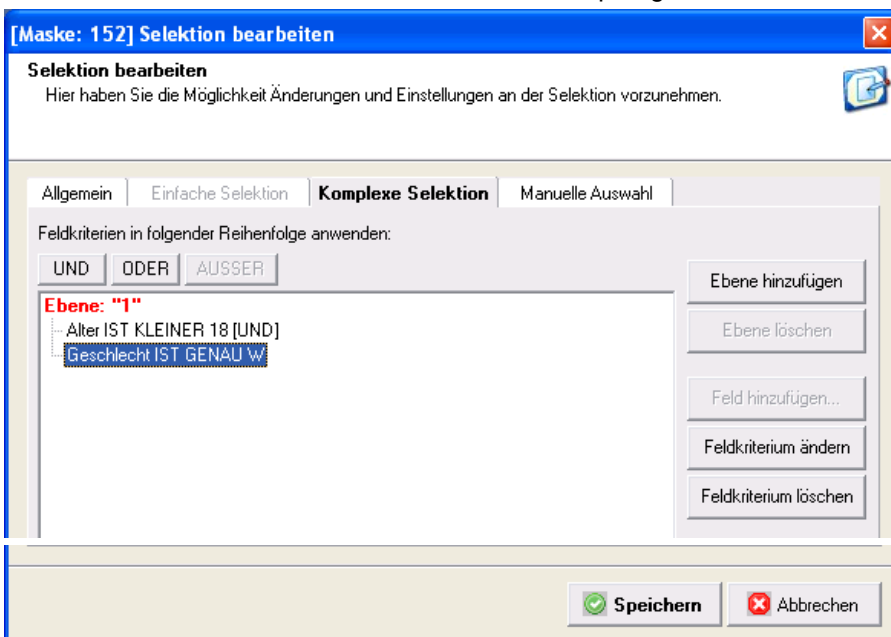 [Maske: 152] Selektion bearbeiten
Selektion bearbeiten
Hier haben Sie die Möglichkeit Änderungen und Einstellungen an der Selektion vorzunehmen.
Allgemein Einfache Selektion Komplexe Selektion Manuelle Auswahl
Feldkriterien in folgender Reihenfolge anwenden:
UND ODER AUSSER
Ebene hinzufügen
Ebene: "1"
Alter IST KLEINER 18 [UND]
Ebene löschen
Geschlecht IST GENAU W
Feld hinzufügen...
Feldkriterium ändern
Feldkriterium löschen
Speichern Abbrechen